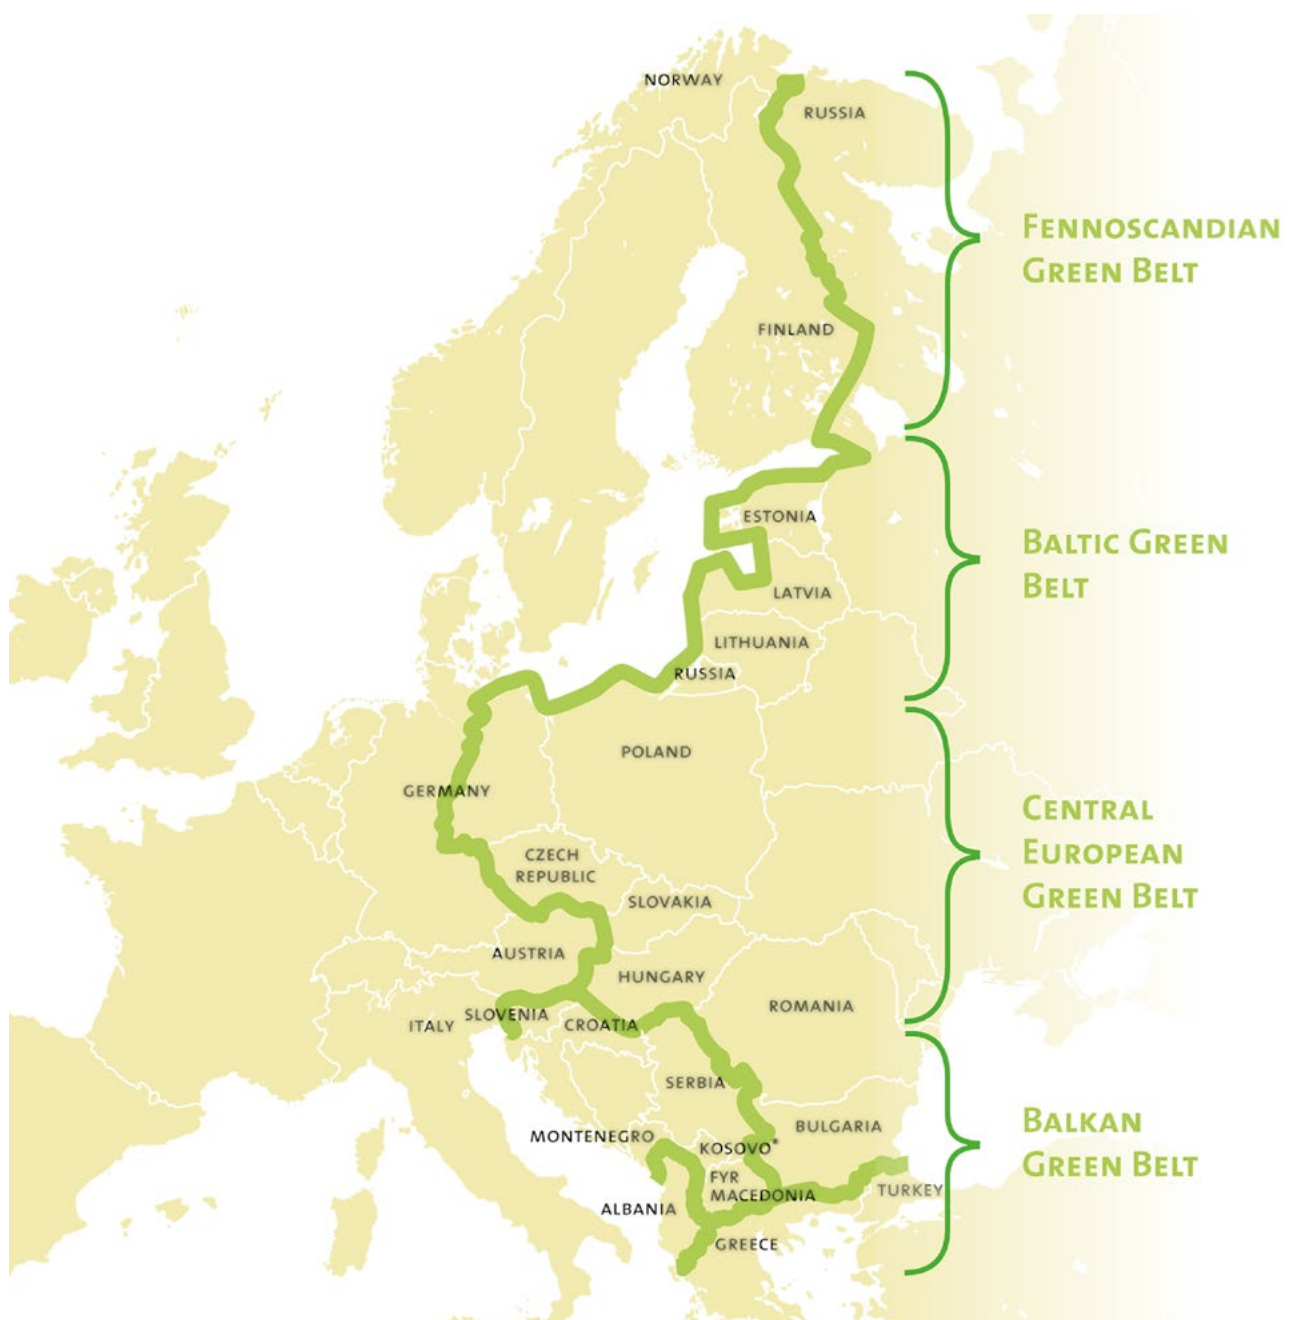 NORWAY
RUSSIA
FENNOSCANDIAN
GREEN BELT
FINLAND
ESTONIA
BALTIC GREEN
BELT
LATVIA
LITHUANIA
RUSSIA
POLAND
GERMANY
CENTRAL
EUROPEAN
GREEN BELT
CZECH
REPUBLIC
SLOVAKIA
AUSTRIA
HUNGARY
ROMANIA
SLOVENIA
ITALY
CROATIA
SERBIA
BULGARIA
MONTENEGRO
KOSOVO*
BALKAN
GREEN BELT
FYR
MACEDONIA
TURKEY
ALBANIA
GREECE